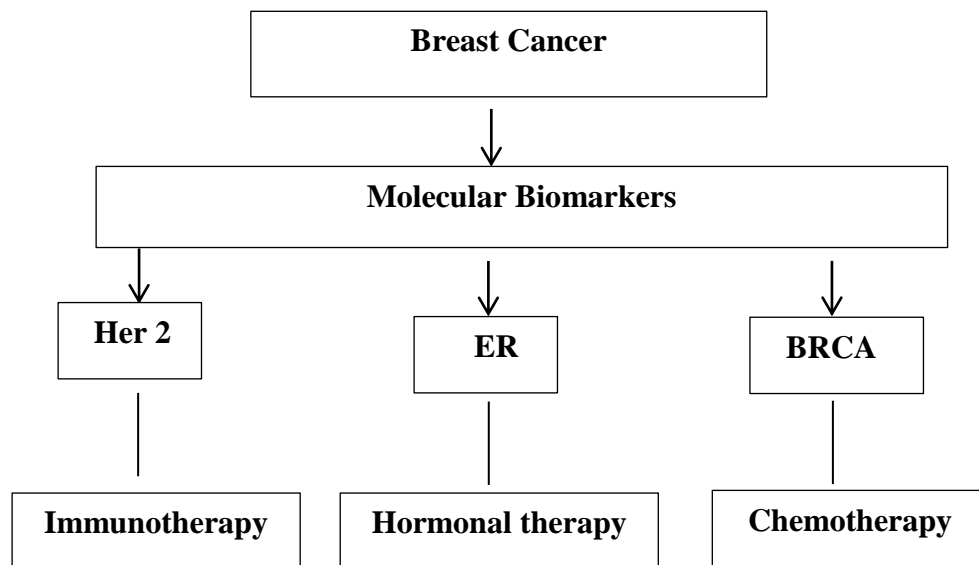 Breast Cancer
Molecular Biomarkers
Her 2
ER
BRCA
Immunotherapy
Hormonal therapy
Chemotherapy